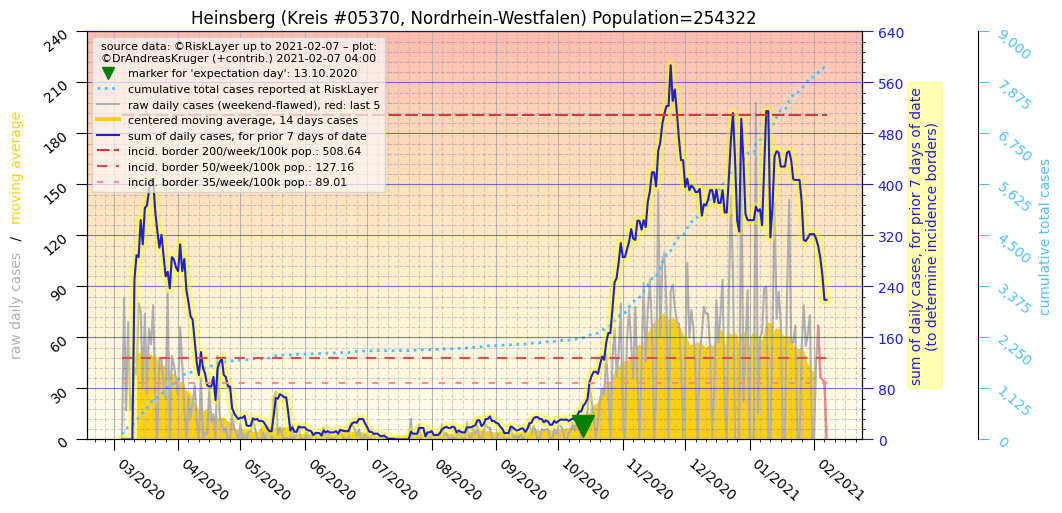 Heinsberg (Kreis #05370, Nordrhein-Westfalen) Population=254322
source data: ©RiskLayer up to 2021-02-07 – plot:
©DrAndreasKruger (+contrib.) 2021-02-07 04:00
marker for 'expectation day': 13.10.2020
cumulative total cases reported at RiskLayer
raw daily cases (weekend-flawed), red: last 5
centered moving average, 14 days cases
sum of daily cases, for prior 7 days of date
incid. border 200/week/100k pop.: 508.64
incid. border 50/week/100k pop.: 127.16
incid. border 35/week/100k pop.: 89.01
raw daily cases / moving average
240
210
180
150
120
90
60
30
0
03/2020
04/2020
05/2020
06/2020
07/2020
08/2020
09/2020
10/2020
11/2020
12/2020
01/2021
02/2021
640
560
480
400
320
240
160
80
0
sum of daily cases, for prior 7 days of date
(to determine incidence borders)
9,000
7,875
6,750
5,625
4,500
3,375
2,250
1,125
0
cumulative total cases